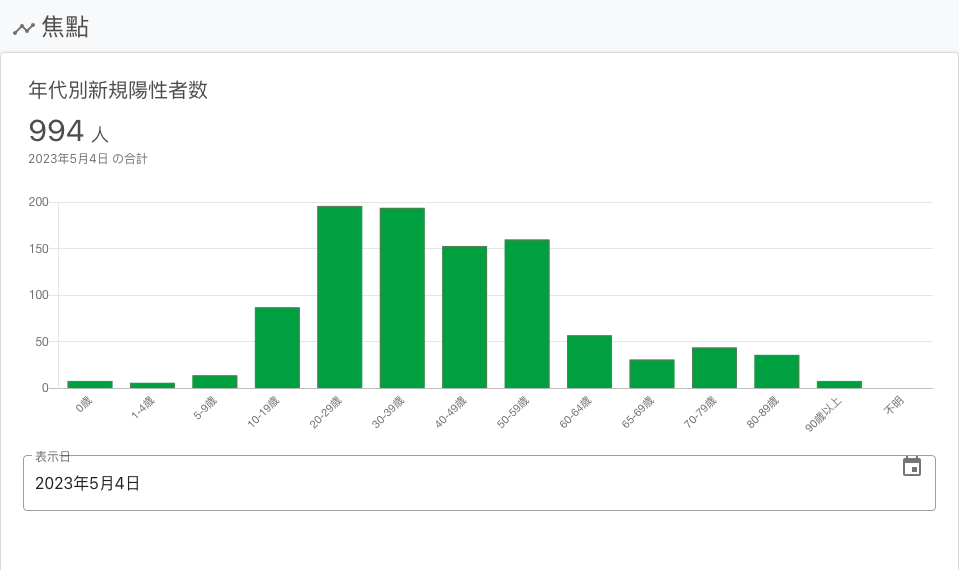 焦點
年代別新規陽性者数
994 人
2023年5月4日 の合計
200
150
100
50
0
0歳
1-4歳
5-9歳
10-19歳
20-29歳
30-39歳
40-49歳
50-59歳
60-64歳
65-69歳
70-79歳
80-89歳
90歳以上
不明
表示日
2023年5月4日